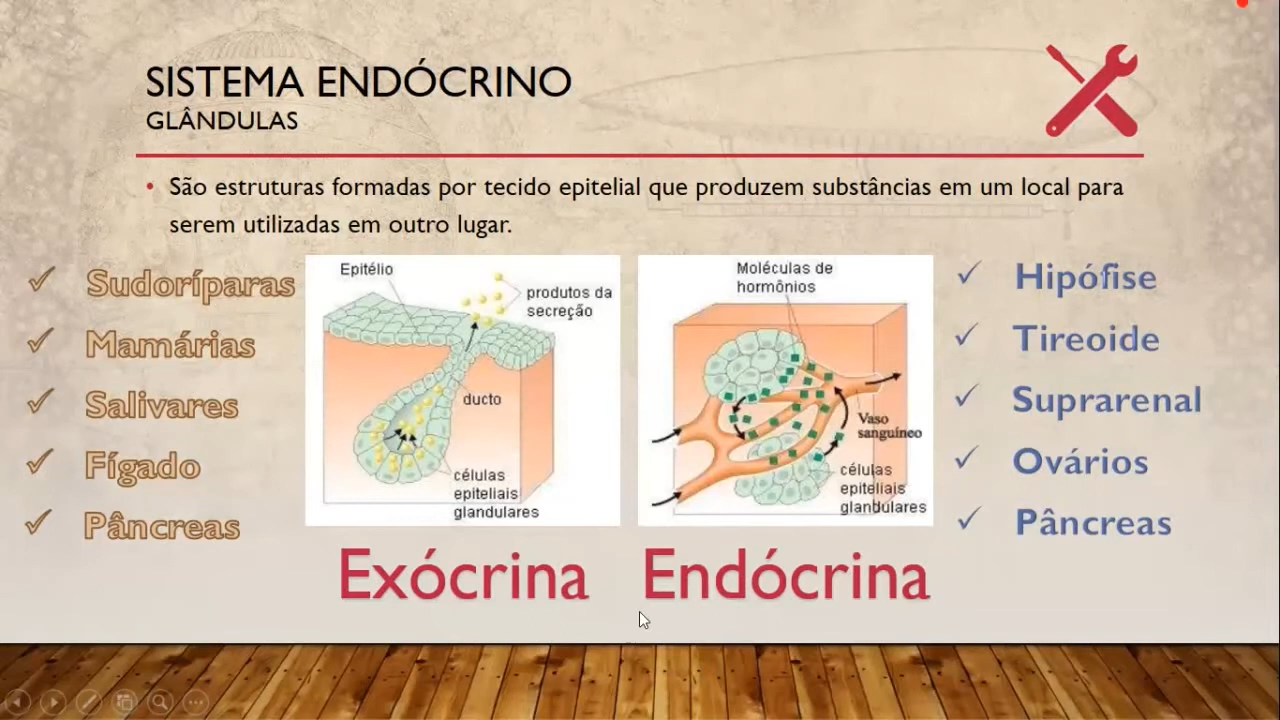 SISTEMA ENDÓCRINO
GLÂNDULAS
• São estruturas formadas por tecido epitelial que produzem substâncias em um local para
serem utilizadas em outro lugar.
✓ Sudoríparas
✓ Mamárias
✓ Salivares
✓ Fígado
✓ Pâncreas
Epitélio
produtos da
secreção
ducto
células
epiteliais
glandulares
Exócrina
Moléculas de
hormônios
Vaso
sanguíneo
células
epiteliais
glandulares
Endócrina
✓ Hipófise
✓ Tireoide
✓ Suprarenal
✓ Ovários
✓ Pâncreas